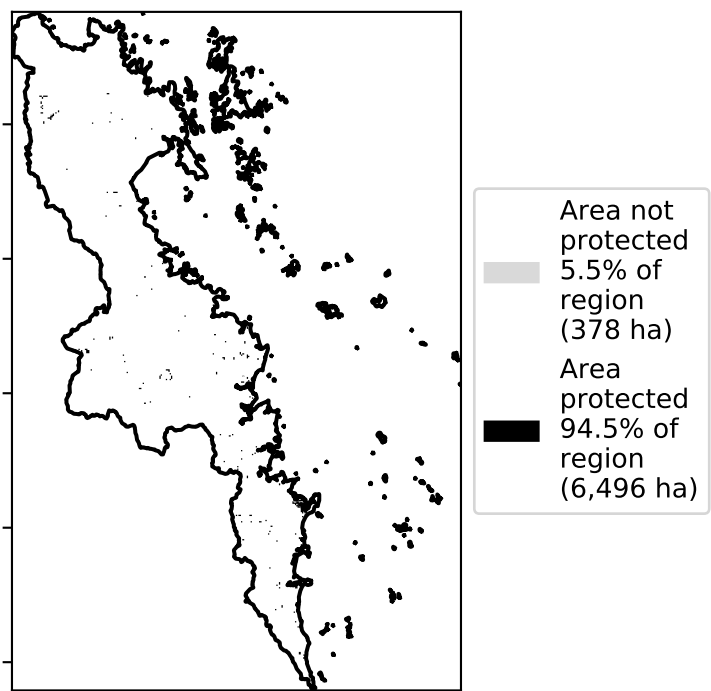 Area not
protected
5.5% of
region
(378 ha)
Area
protected
94.5% of
region
(6,496 ha)